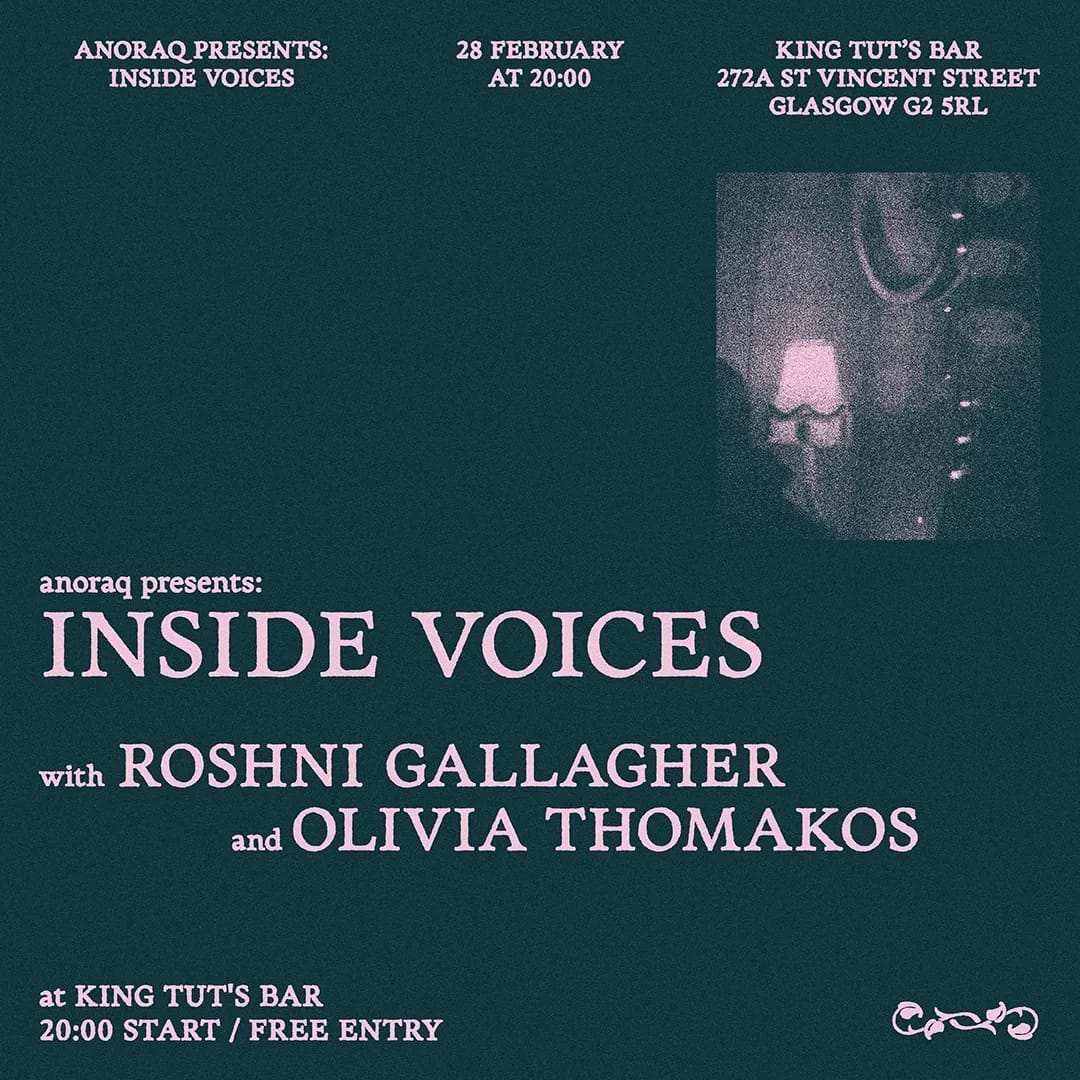 ANORAQ PRESENTS:
INSIDE VOICES
28 FEBRUARY
AT 20:00
KING TUT’S BAR
272A ST VINCENT STREET
GLASGOW G2 5RL
anoraq presents:
INSIDE VOICES
with ROSHNI GALLAGHER
and OLIVIA THOMAKOS
at KING TUT'S BAR
20:00 START / FREE ENTRY